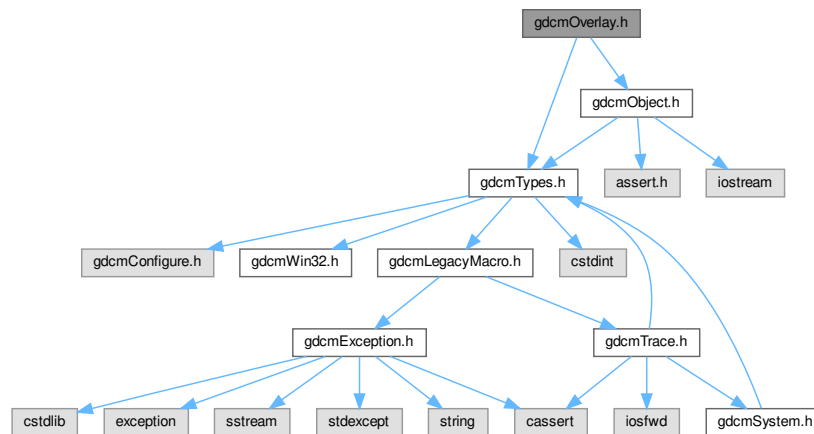 gdcmOverlay.h
gdcmObject.h
gdcmTypes.h
assert.h
iostream
gdcmConfigure.h
gdcmWin32.h
gdcmLegacyMacro.h
cstdint
gdcmException.h
gdcmTrace.h
cstdlib
exception
sstream
stdexcept
string
cassert
iosfwd
gdcmSystem.h